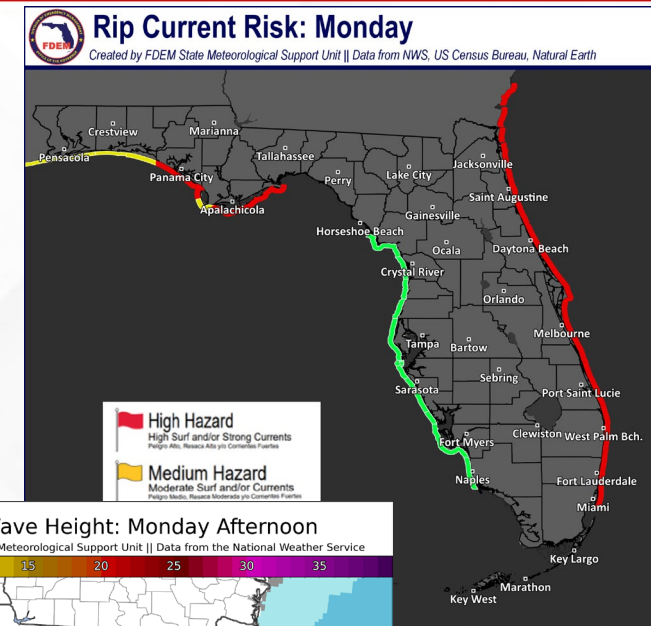 FDEM
Rip Current Risk: Monday
Created by FDEM State Meteorological Support Unit || Data from NWS, US Census Bureau, Natural Earth
Crestview
Marianna
Pensacola
Tallahassee
Jacksonville
Panama City
Perry
Lake City
Saint Augustine
Apalachicola
Gainesville
Horseshoe Beach
Ocala
Daytona Beach
Crystal River
Orlando
Melbourne
Tampa
Bartow
Sebring
Sarasota
Port Saint Lucie
High Hazard
High Surf and/or Strong Currents
Peligro Alto, Resaca Alta y/o Corrientes Fuertes
Clewiston
West Palm Bch.
Fort Myers
Medium Hazard
Moderate Surf and/or Currents
Peligro Medio, Resaca Moderada y/o Corrientes Fuertes
Naples
Fort Lauderdale
Miami
ave Height: Monday Afternoon
Meteorological Support Unit || Data from the National Weather Service
15 20 25 30 35
Key Largo
Marathon
Key West